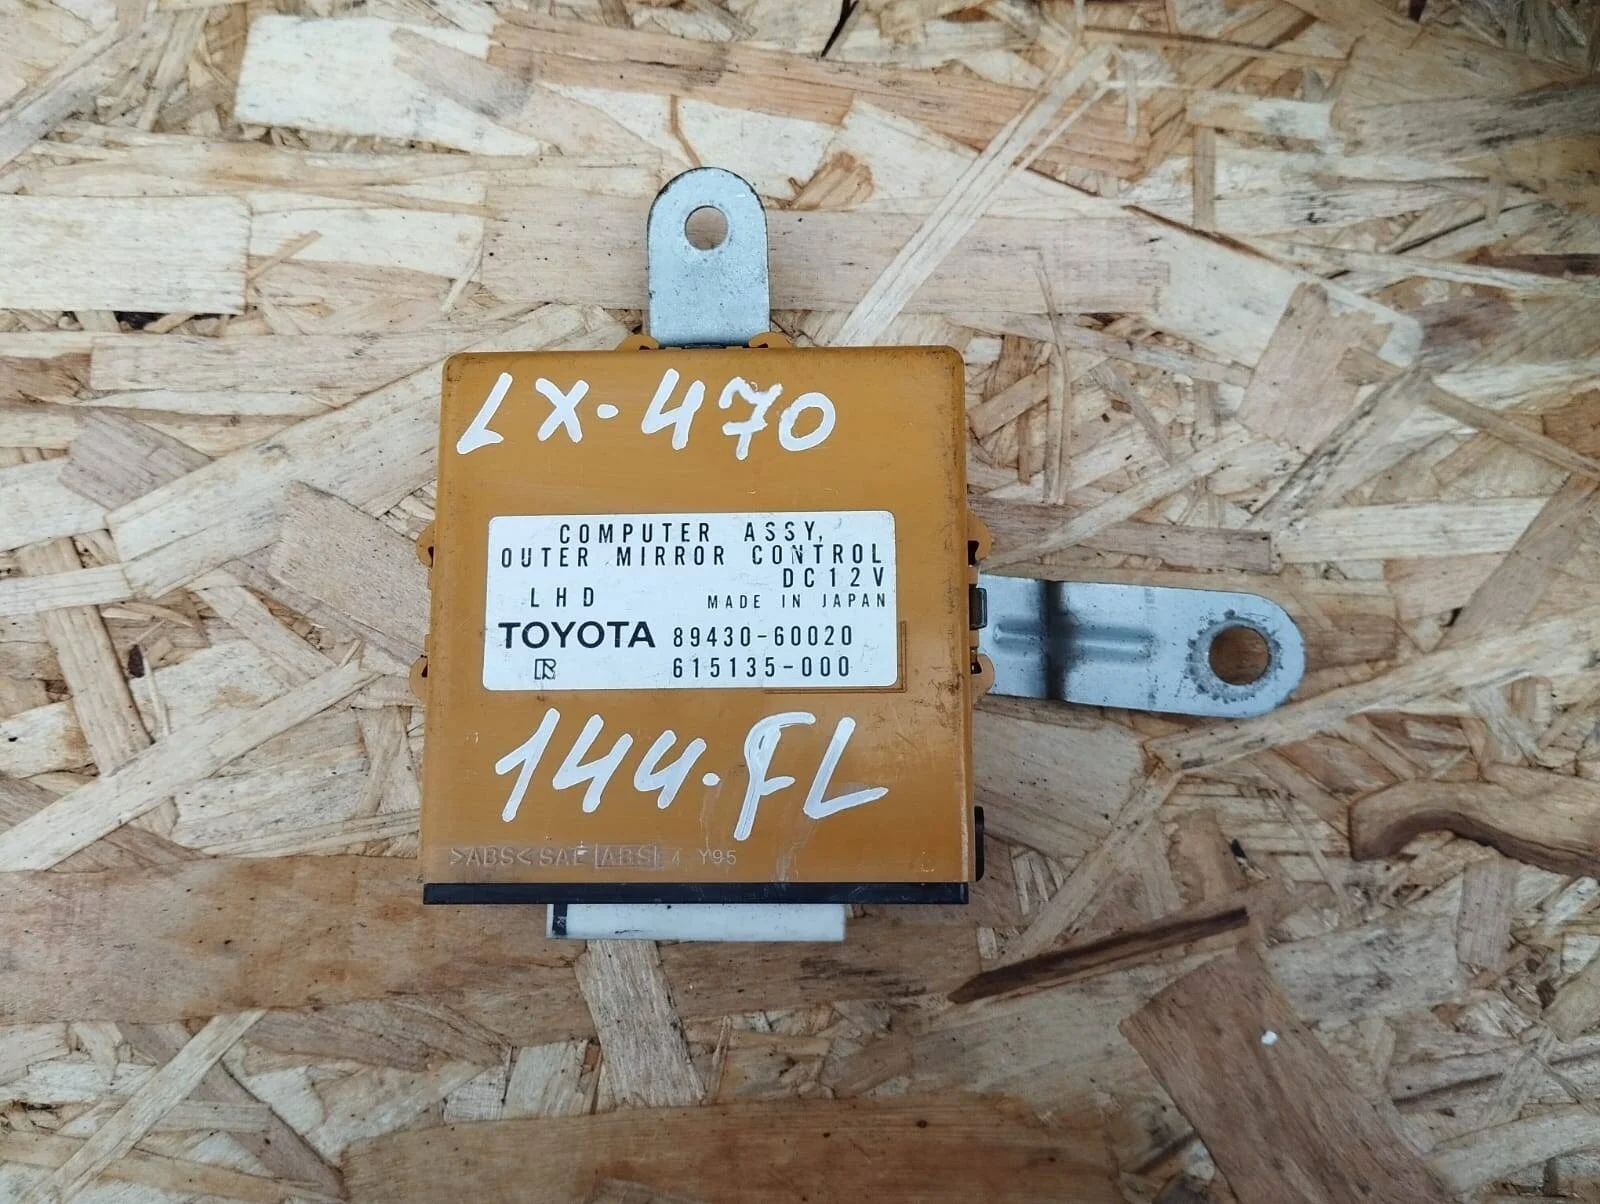 LX-470
COMPUTER ASSY,
OUTER MIRROR CONTROL
DC12V
LHD MADE IN JAPAN
TOYOTA 89430-60020
615135-000
144.FL
>ABS< SAE ABS 4 Y95